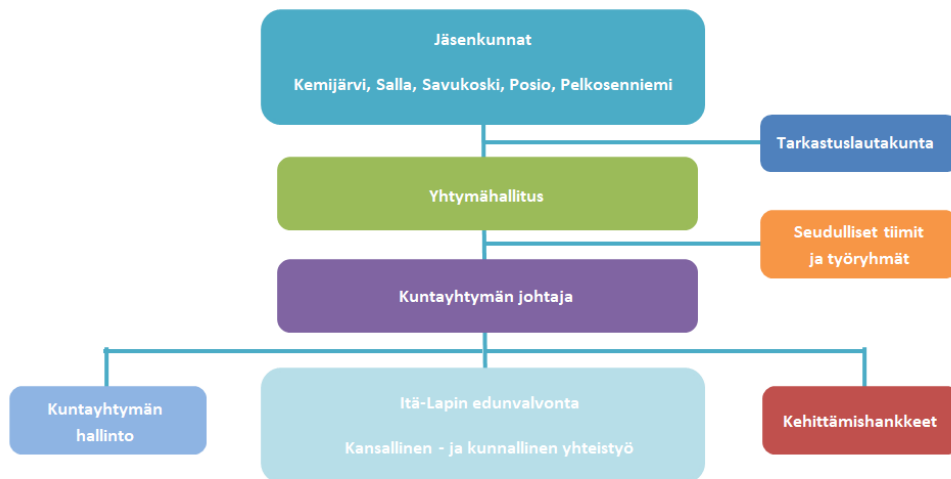 Jäsenkunnat
Kemijärvi, Salla, Savukoski, Posio, Pelkosenniemi
Tarkastuslautakunta
Yhtymähallitus
Seudulliset tiimit
ja työryhmät
Kuntayhtymän johtaja
Kuntayhtymän
hallinto
Itä-Lapin edunvalvonta
Kansallinen - ja kunnallinen yhteistyö
Kehittämishankkeet